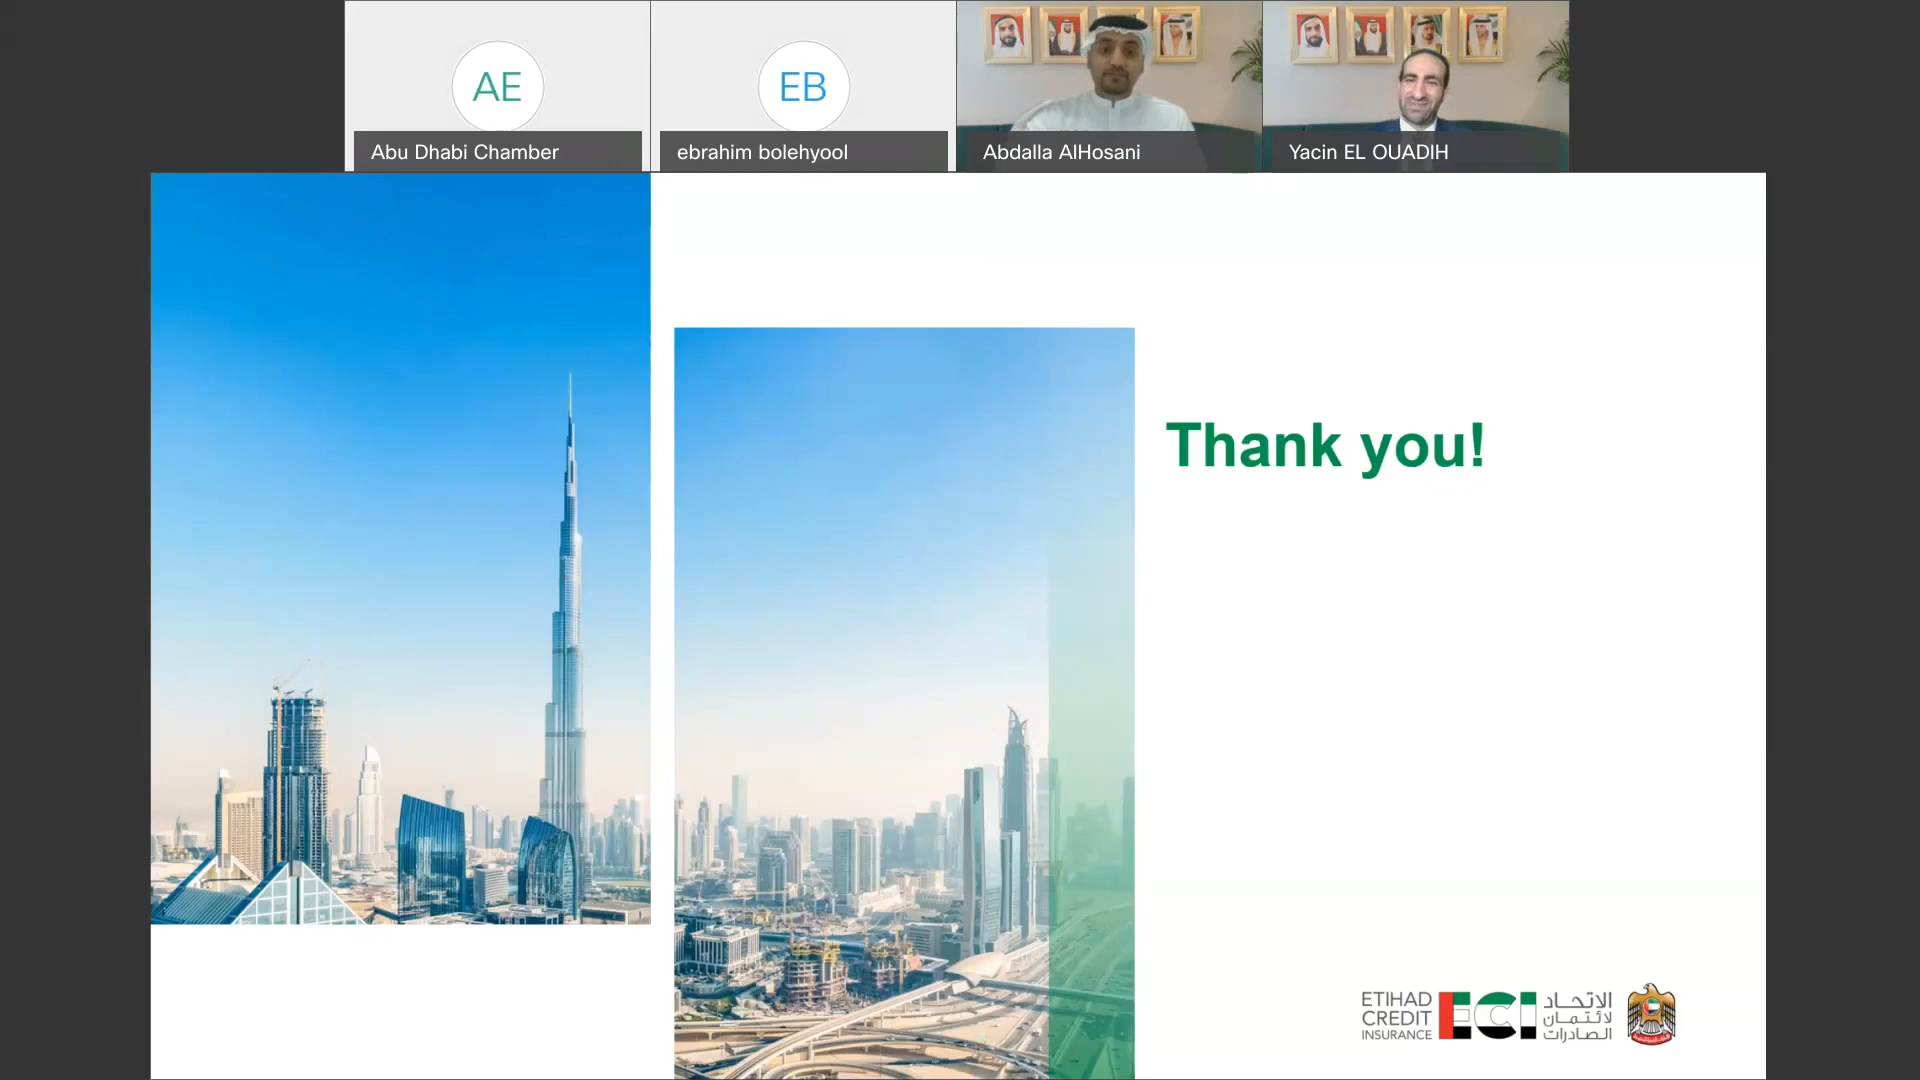 AE
EB
Abu Dhabi Chamber
ebrahim bolehyool
Abdalla AlHosani
Yacin EL OUADIH
Thank you!
ETIHAD
CREDIT
INSURANCE
ECI
الاتحاد
لائتمان
الصادرات